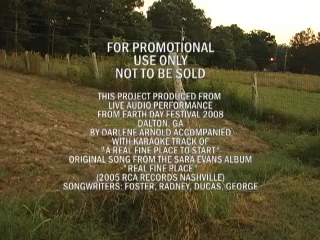 FOR PROMOTIONAL
USE ONLY
NOT TO BE SOLD
THIS PROJECT PRODUCED FROM
LIVE AUDIO PERFORMANCE
FROM EARTH DAY FESTIVAL 2008
DALTON, GA
BY DARLENE ARNOLD ACCOMPANIED
WITH KARAOKE TRACK OF
"A REAL FINE PLACE TO START"
ORIGINAL SONG FROM THE SARA EVANS ALBUM
"REAL FINE PLACE"
(2005 RCA RECORDS NASHVILLE)
SONGWRITERS: FOSTER, RADNEY, DUCAS, GEORGE